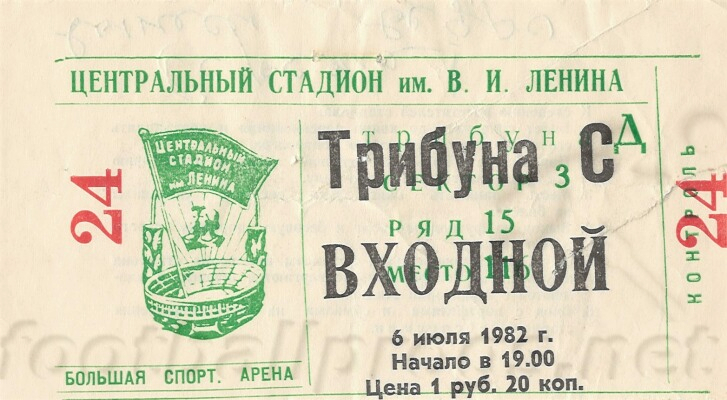 ЦЕНТРАЛЬНЫЙ СТАДИОН им. В. И. ЛЕНИНА
ЦЕНТРАЛЬНЫЙ
СТАДИОН
им. ЛЕНИНА
24
БОЛЬШАЯ СПОРТ. АРЕНА
ТРИБУНА Д
Трибуна С
СЕКТОР 3
РЯД 15
ВХОДНОЙ
МЕСТО
6 июля 1982 г.
Начало в 19.00
Цена 1 руб. 20 коп.
КОНТРОЛЬ
24